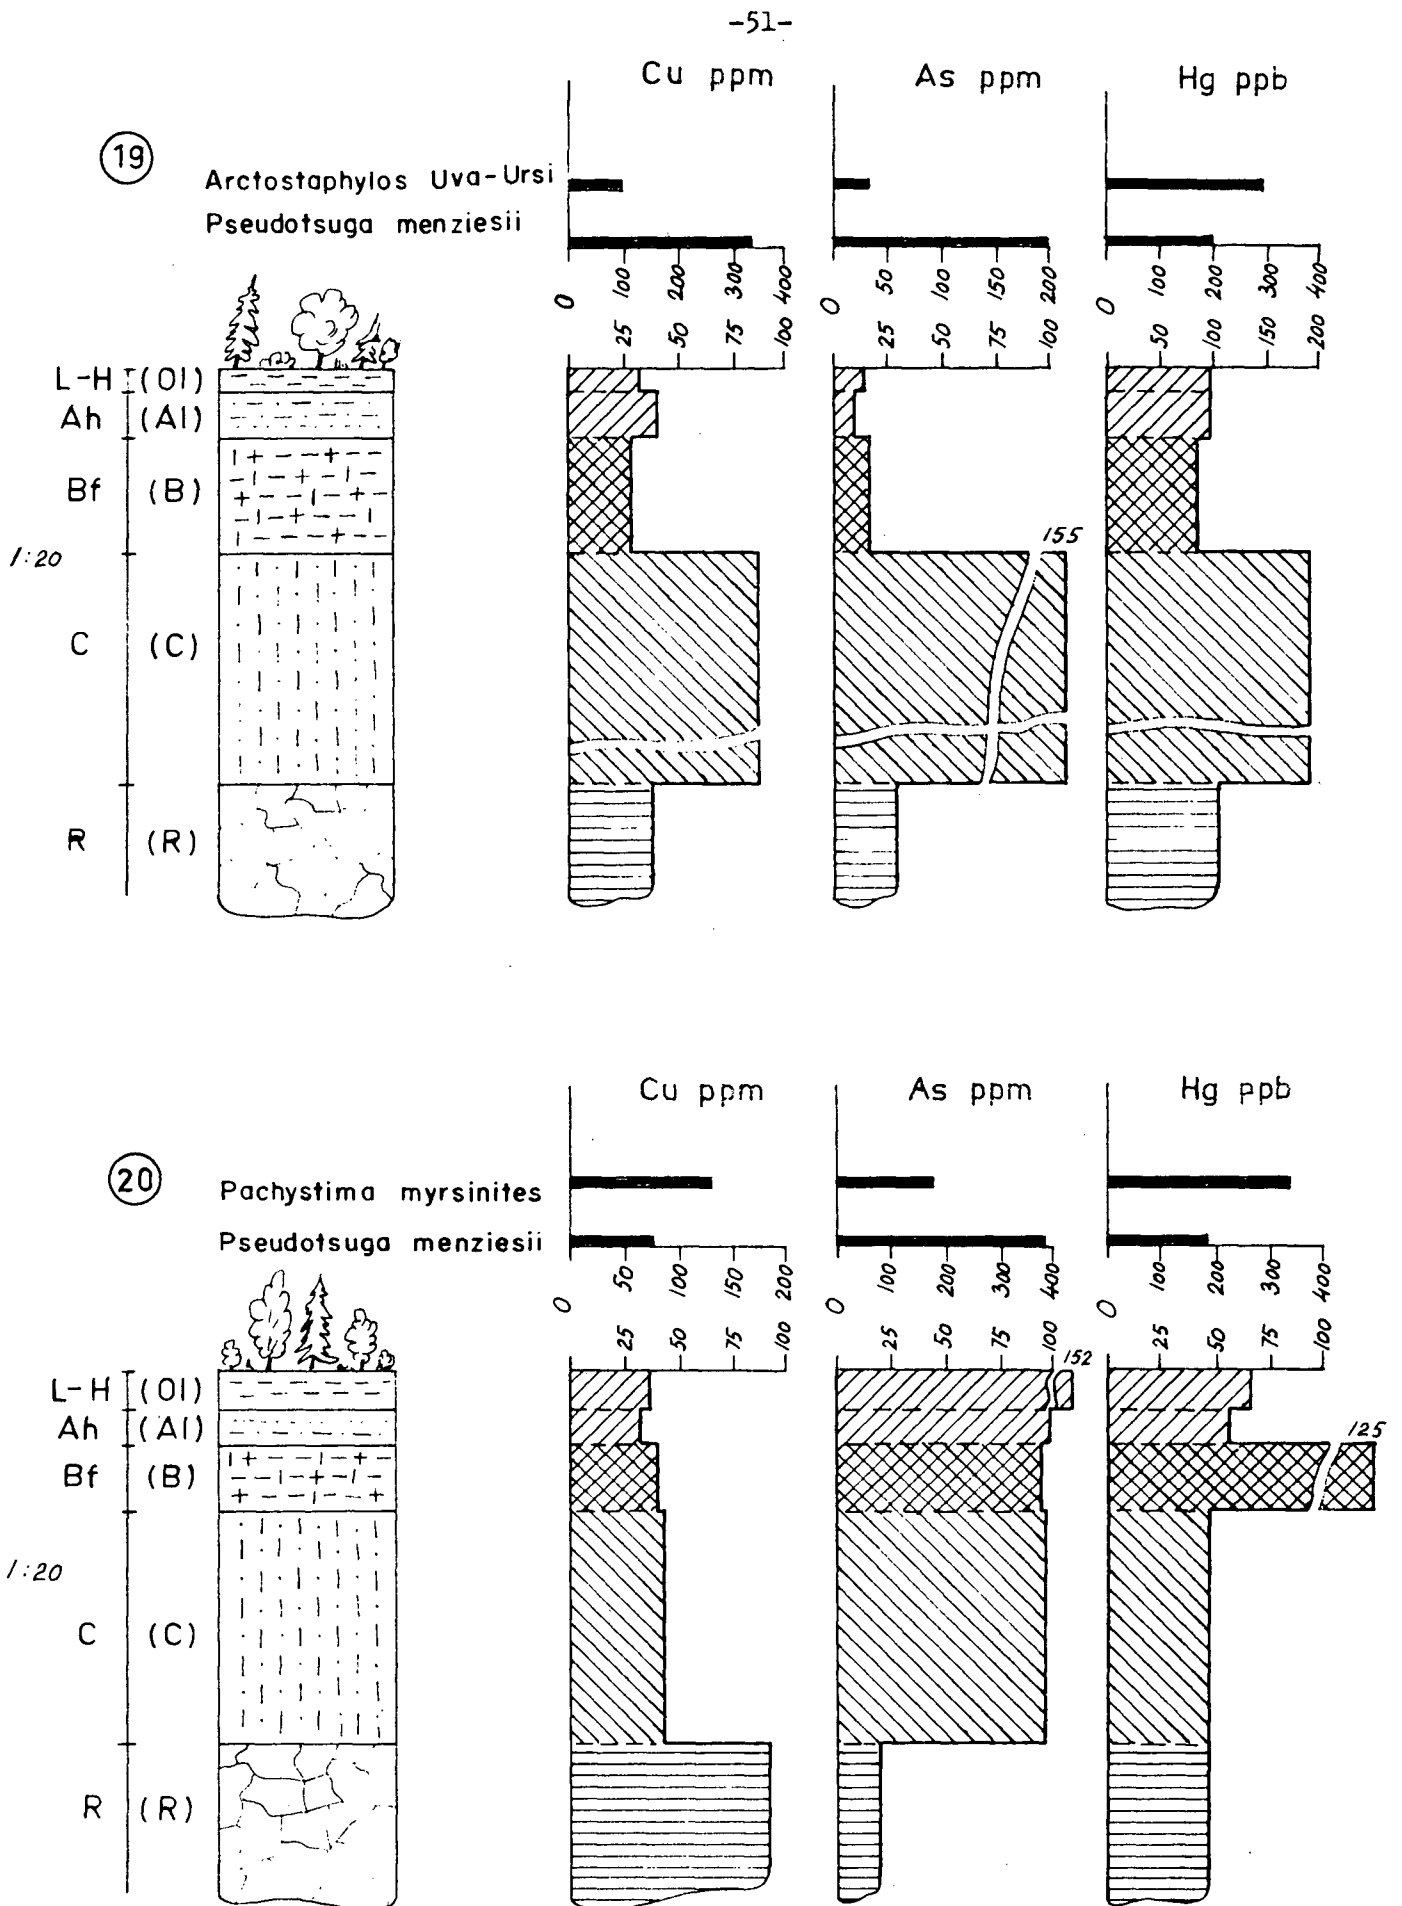 -51-
Cu ppm As ppm Hg ppb
19
Arctostaphylos Uva-Ursi
Pseudotsuga menziesii
0 100 200 300 400 0 50 100 150 200 0 100 200 300 400
25 50 75 100 25 50 75 100 50 100 150 200
L-H (Ol)
Ah (Al)
Bf (B)
155
1:20
C (C)
R (R)
Cu ppm As ppm Hg ppb
20
Pachystima myrsinites
Pseudotsuga menziesii
0 50 100 150 200 0 100 200 300 400 0 100 200 300 400
25 50 75 100 25 50 75 100 25 50 75 100
152
L-H (Ol)
Ah (Al)
125
Bf (B)
1:20
C (C)
R (R)